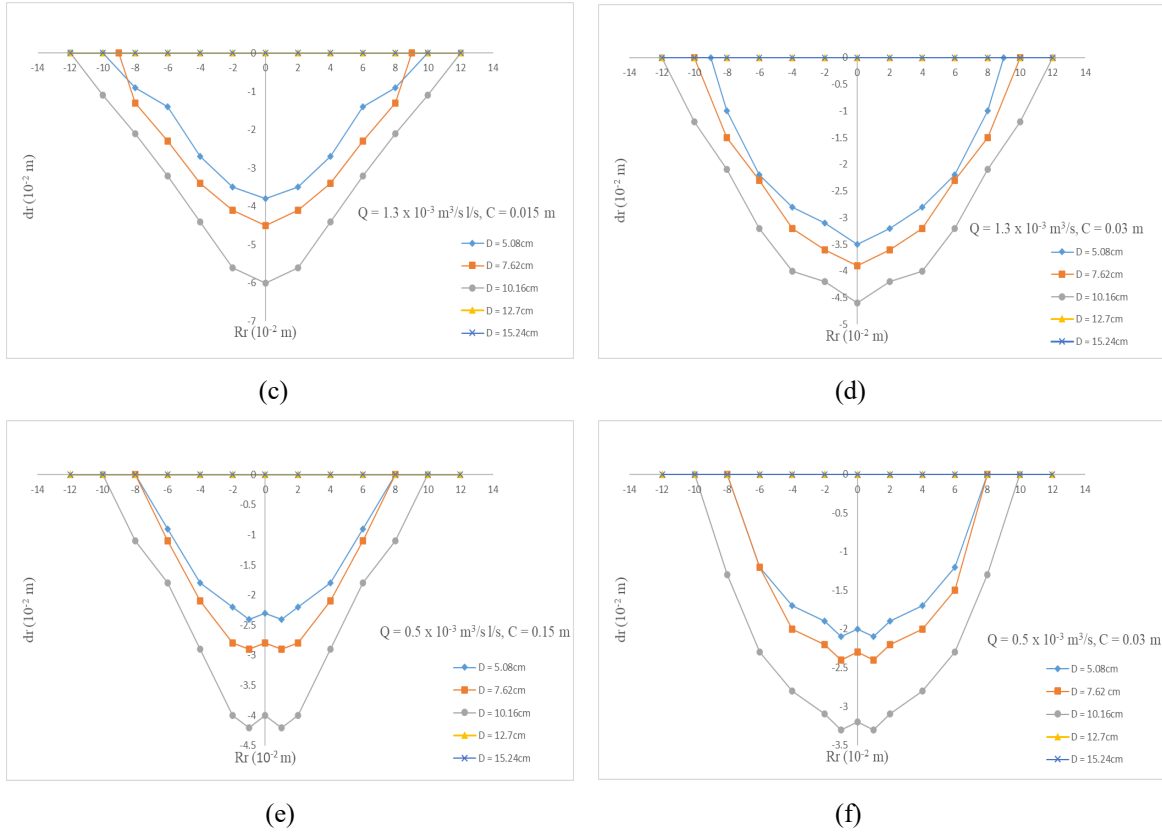 0
-14 -12 -10 -8 -6 -4 -2 0 2 4 6 8 10 12 14
-1
-2
-3
dr (10⁻² m)
-4
Q = 1.3 x 10⁻³ m³/s l/s, C = 0.015 m
-5
-6
-7
Rr (10⁻² m)
D = 5.08cm
D = 7.62cm
D = 10.16cm
D = 12.7cm
D = 15.24cm
(c)
0
-14 -12 -10 -8 -6 -4 -2 0 2 4 6 8 10 12 14
-0.5
-1
-1.5
-2
-2.5
dr (10⁻² m)
-3
Q = 1.3 x 10⁻³ m³/s, C = 0.03 m
-3.5
-4
-4.5
-5
Rr (10⁻² m)
D = 5.08cm
D = 7.62cm
D = 10.16cm
D = 12.7cm
D = 15.24cm
(d)
0
-14 -12 -10 -8 -6 -4 -2 0 2 4 6 8 10 12 14
-0.5
-1
-1.5
-2
dr (10⁻² m)
-2.5
Q = 0.5 x 10⁻³ m³/s l/s, C = 0.15 m
-3
-3.5
-4
-4.5
Rr (10⁻² m)
D = 5.08cm
D = 7.62cm
D = 10.16cm
D = 12.7cm
D = 15.24cm
(e)
0
-14 -12 -10 -8 -6 -4 -2 0 2 4 6 8 10 12 14
-0.5
-1
-1.5
dr (10⁻² m)
-2
Q = 0.5 x 10⁻³ m³/s, C = 0.03 m
-2.5
-3
-3.5
Rr (10⁻² m)
D = 5.08cm
D = 7.62 cm
D = 10.16cm
D = 12.7cm
D = 15.24cm
(f)